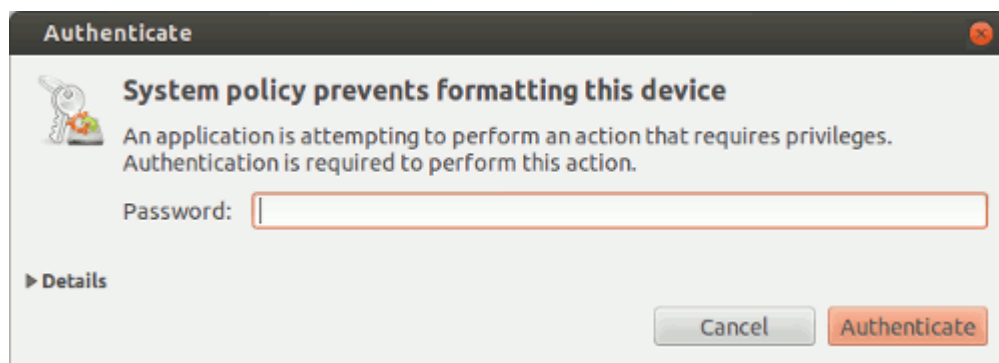 Authenticate
System policy prevents formatting this device
An application is attempting to perform an action that requires privileges.
Authentication is required to perform this action.
Password:
Details
Cancel
Authenticate